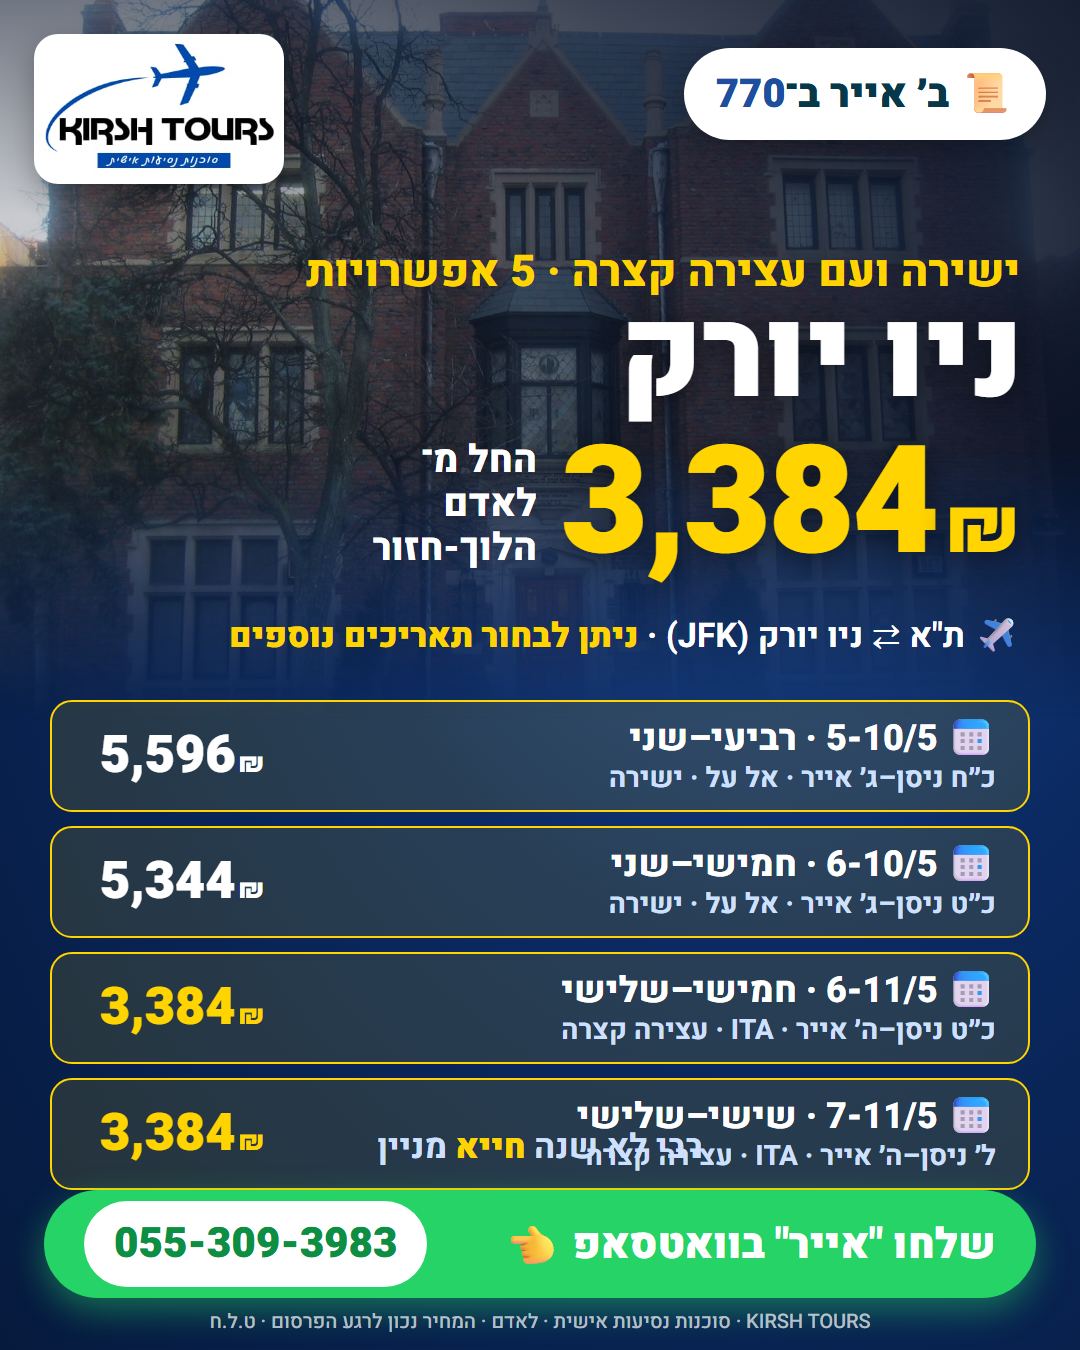 KIRSH TOURS
סוכנות נסיעות אישית
ב׳ אייר ב־770
ישירה ועם עצירה קצרה · 5 אפשרויות
ניו יורק
₪3,384
החל מ־
לאדם
הלוך-חזור
ת"א ⇄ ניו יורק (JFK) · ניתן לבחור תאריכים נוספים
5-10/5 · רביעי–שני
כ״ח ניסן–ג׳ אייר · אל על · ישירה
₪5,596
6-10/5 · חמישי–שני
כ״ט ניסן–ג׳ אייר · אל על · ישירה
₪5,344
6-11/5 · חמישי–שלישי
כ״ט ניסן–ה׳ אייר · ITA · עצירה קצרה
₪3,384
7-11/5 · שישי–שלישי
ל׳ ניסן–ה׳ אייר · ITA · עצירה קצרה
₪3,384
רבי לא שנה חייא מניין
שלחו "אייר" בוואטסאפ
055-309-3983
KIRSH TOURS · סוכנות נסיעות אישית · לאדם · המחיר נכון לרגע הפרסום · ט.ל.ח